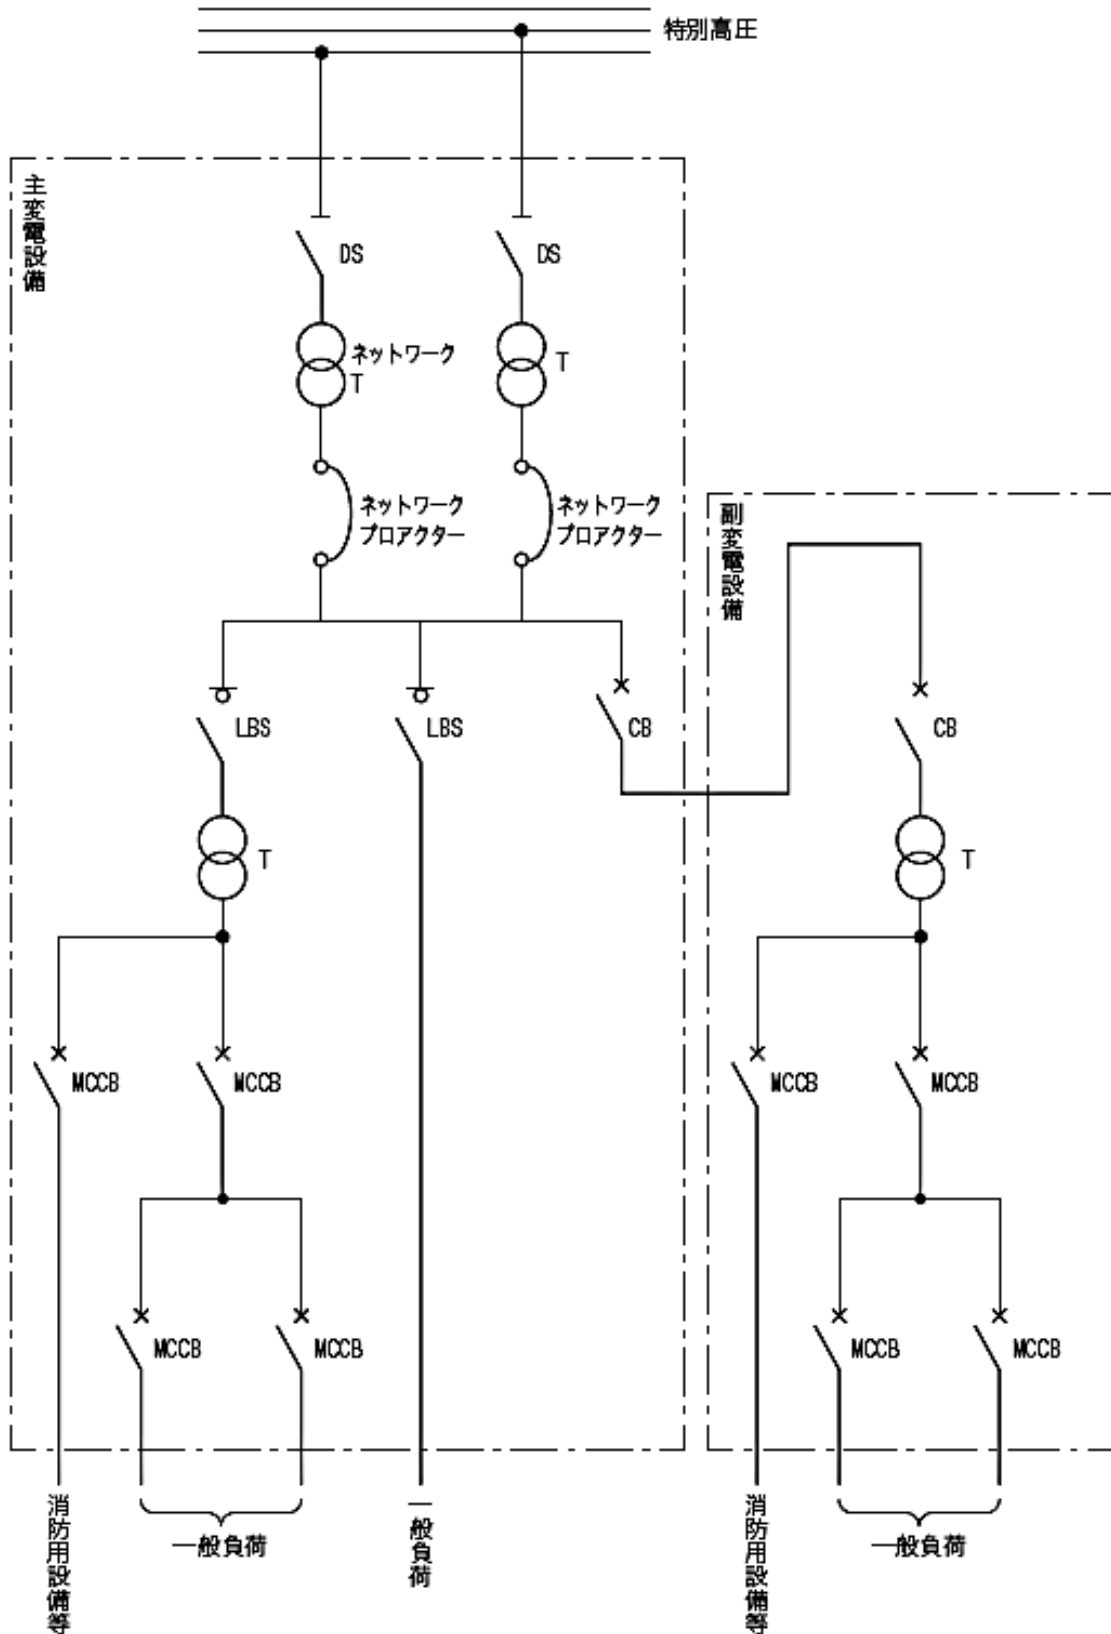 特別高圧
主変電設備
DS
DS
ネットワーク
T
T
ネットワーク
プロアクター
ネットワーク
プロアクター
副変電設備
LBS
LBS
CB
CB
T
T
MCCB
MCCB
MCCB
MCCB
MCCB
MCCB
MCCB
MCCB
消防用設備等
一般負荷
一般負荷
消防用設備等
一般負荷